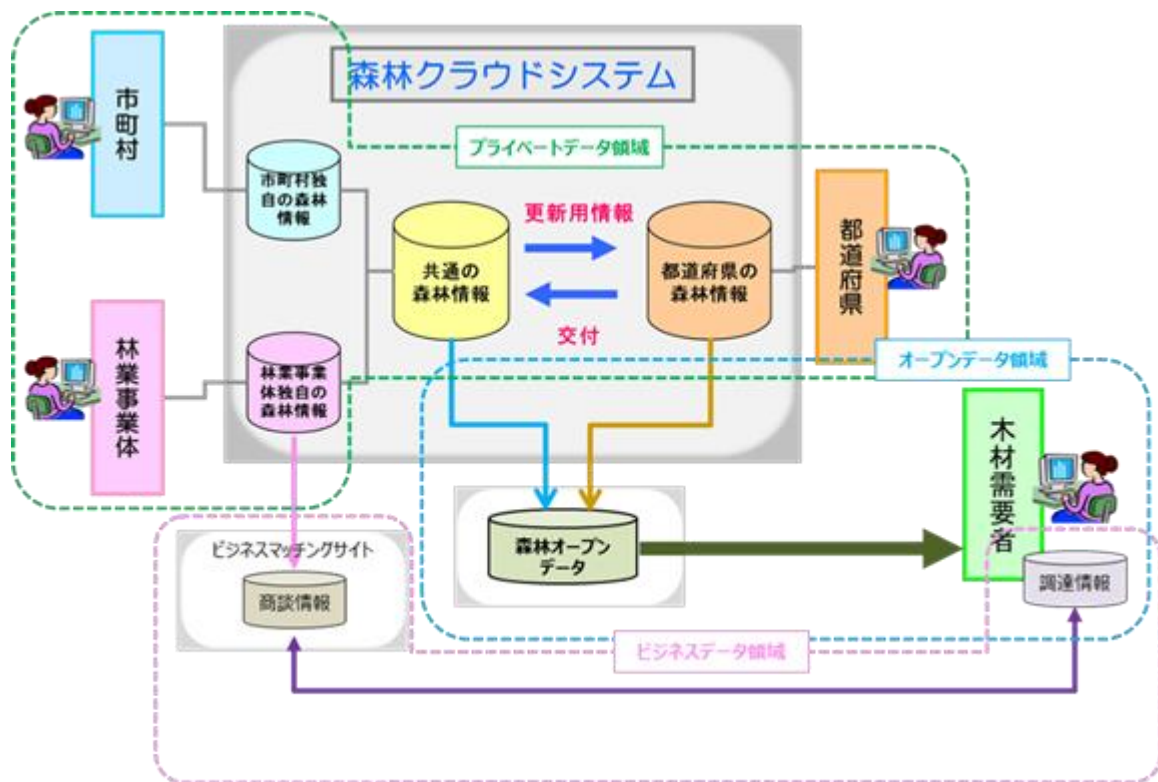 森林クラウドシステム
市町村
プライベートデータ領域
市町村独
自の森林
情報
更新用情報
都道府県
共通の
森林情報
都道府県の
森林情報
交付
林業事業体
林業事業
体独自の
森林情報
オープンデータ領域
木材需要者
ビジネスマッチングサイト
森林オープン
データ
商談情報
調達情報
ビジネスデータ領域